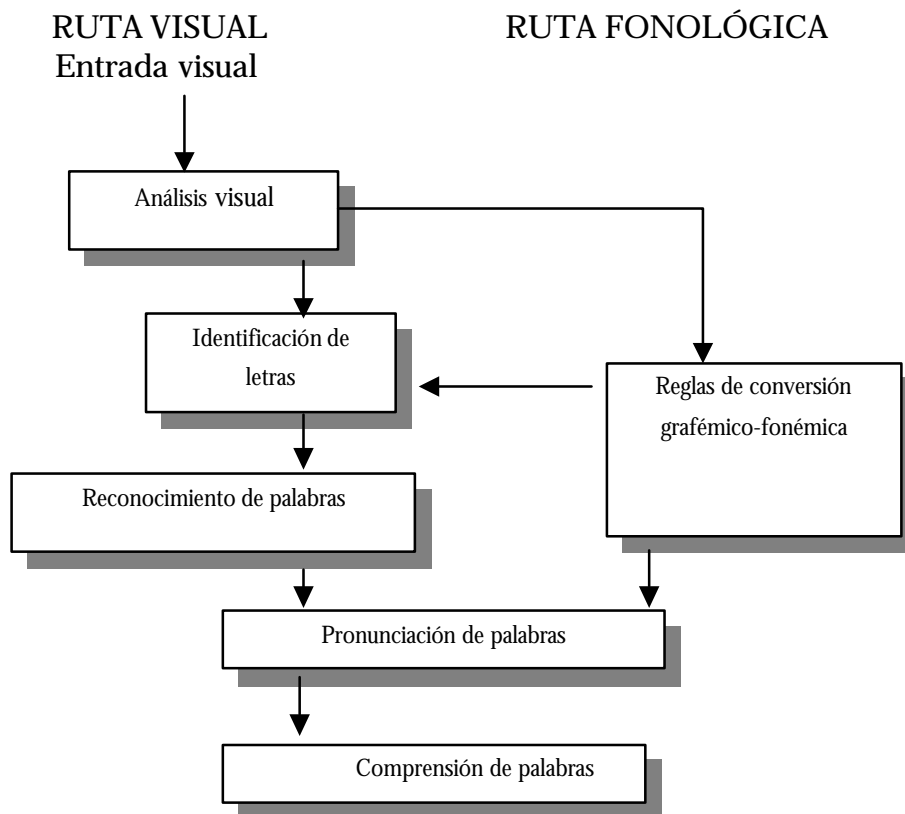 RUTA VISUAL
Entrada visual
RUTA FONOLÓGICA
Análisis visual
Identificación de
letras
Reglas de conversión
grafémico-fonémica
Reconocimiento de palabras
Pronunciación de palabras
Comprensión de palabras